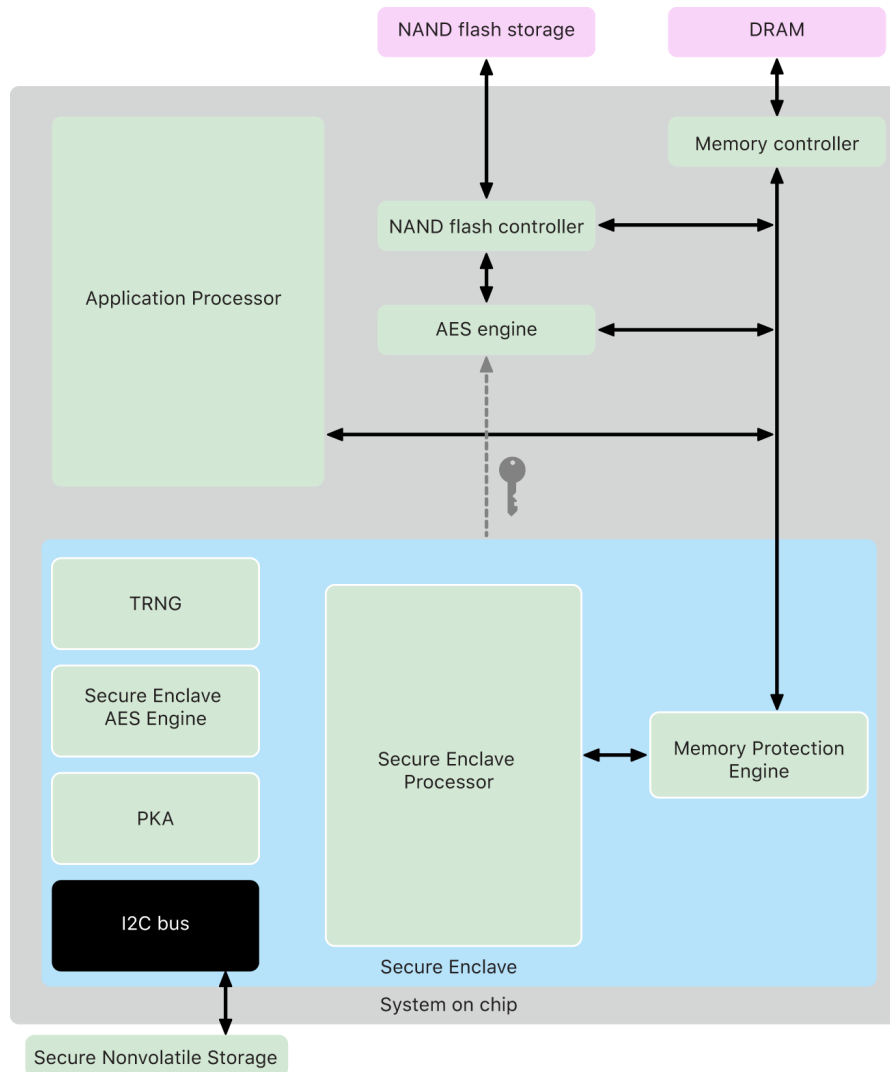 NAND flash storage
DRAM
Memory controller
NAND flash controller
Application Processor
AES engine
TRNG
Secure Enclave
AES Engine
Secure Enclave
Processor
Memory Protection
Engine
PKA
I2C bus
Secure Enclave
System on chip
Secure Nonvolatile Storage